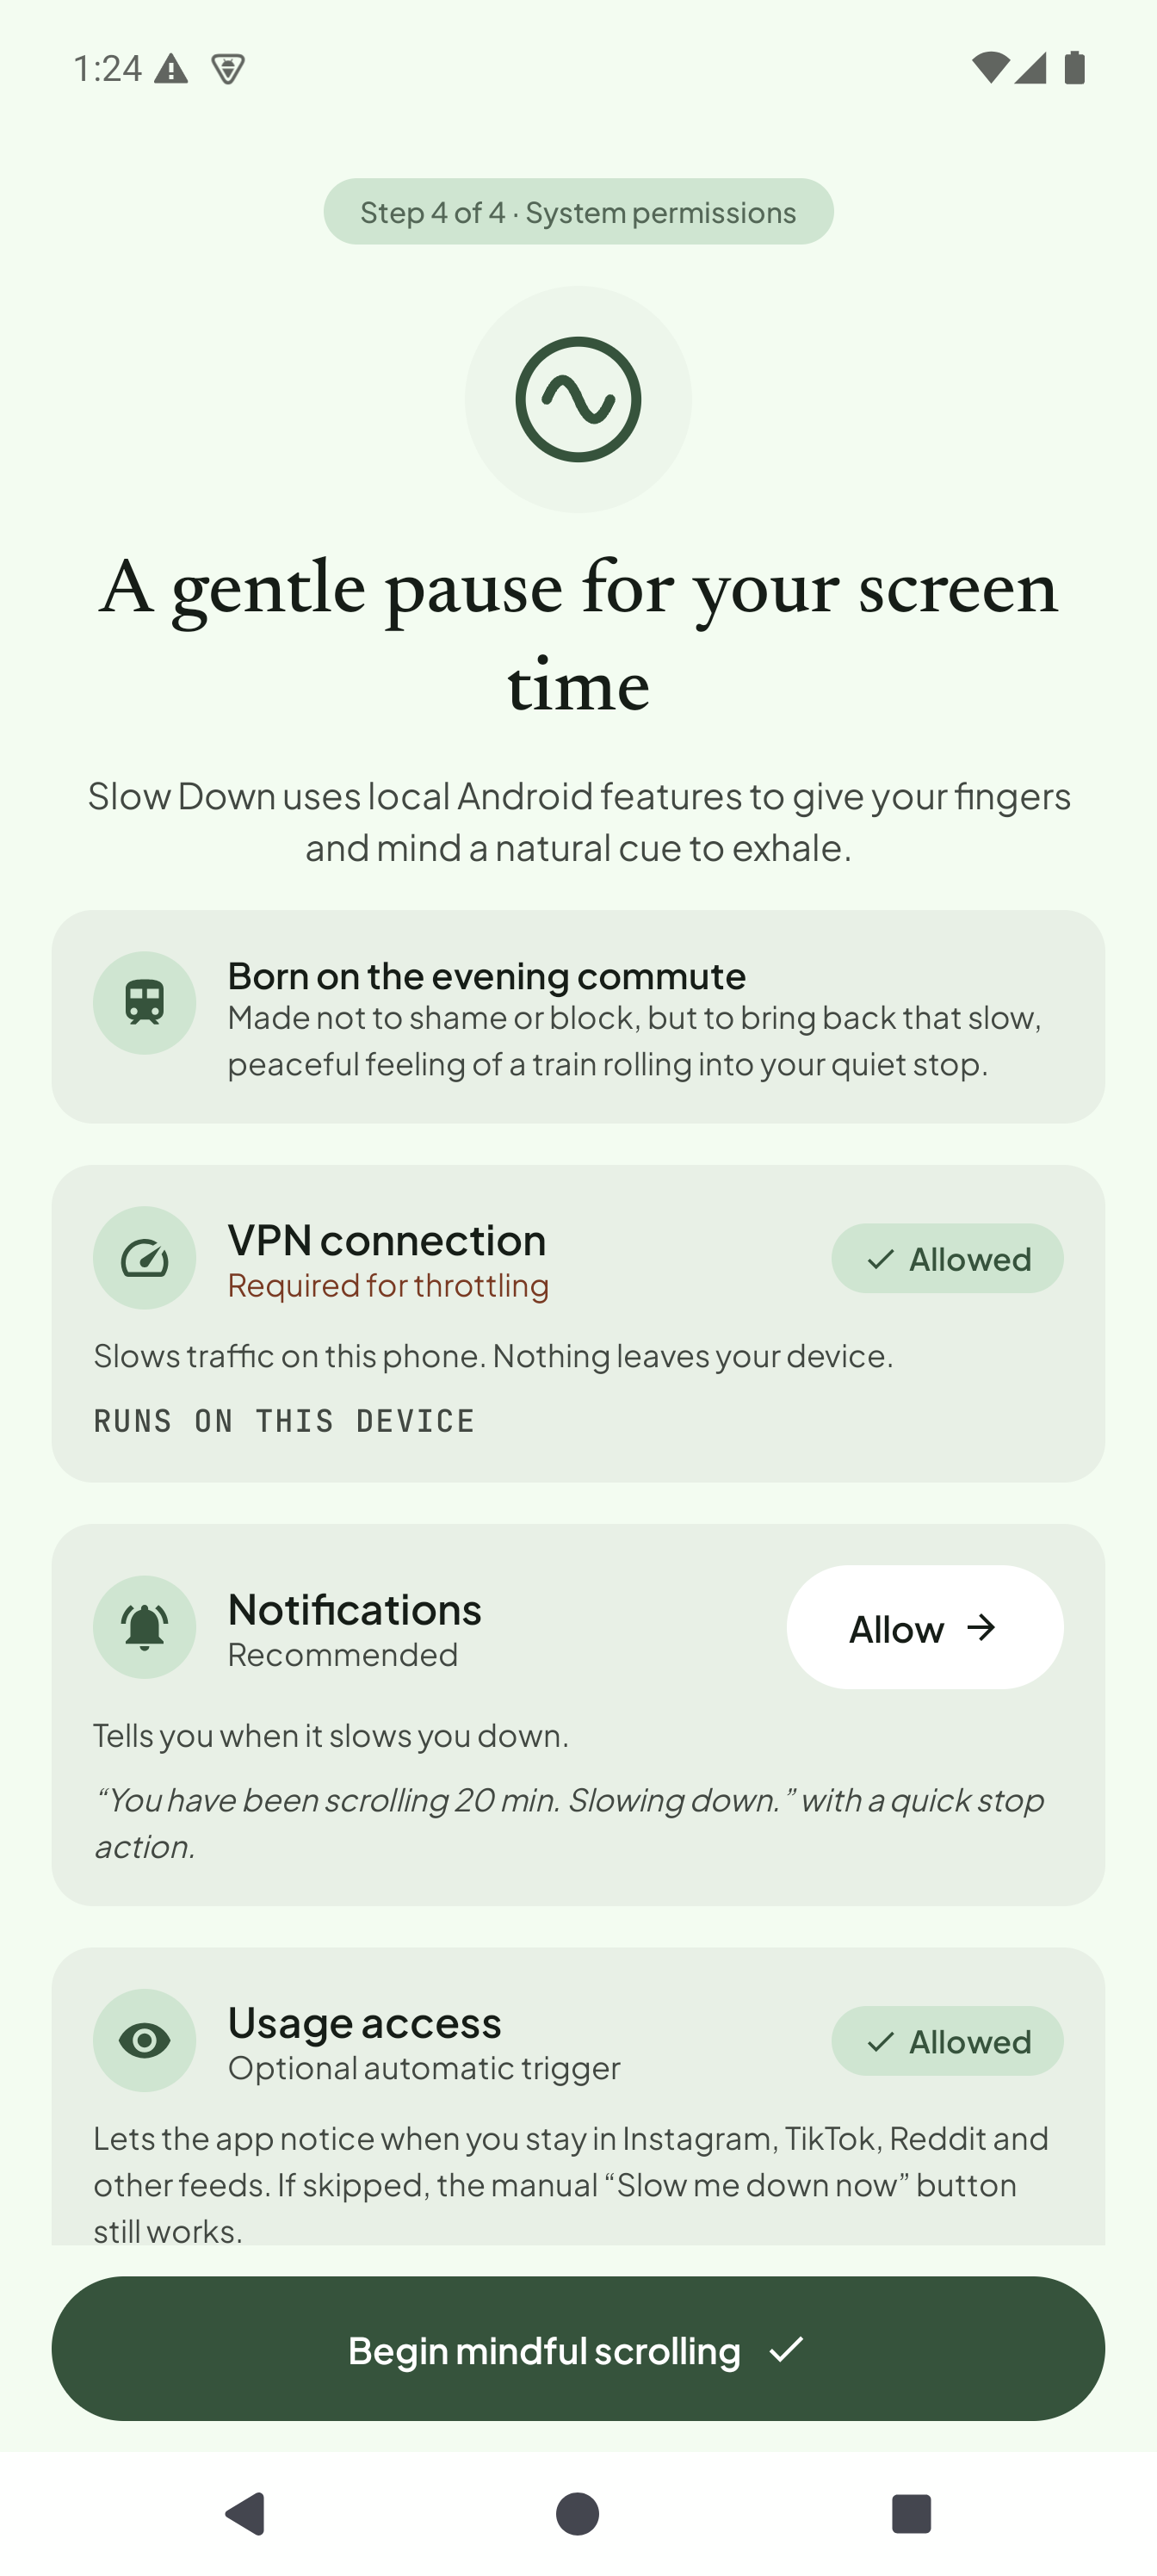 1:24
Step 4 of 4 · System permissions
A gentle pause for your screen
time
Slow Down uses local Android features to give your fingers
and mind a natural cue to exhale.
Born on the evening commute
Made not to shame or block, but to bring back that slow,
peaceful feeling of a train rolling into your quiet stop.
VPN connection
Required for throttling
Allowed
Slows traffic on this phone. Nothing leaves your device.
RUNS ON THIS DEVICE
Notifications
Recommended
Allow
Tells you when it slows you down.
“You have been scrolling 20 min. Slowing down.” with a quick stop
action.
Usage access
Optional automatic trigger
Allowed
Lets the app notice when you stay in Instagram, TikTok, Reddit and
other feeds. If skipped, the manual “Slow me down now” button
still works.
Begin mindful scrolling